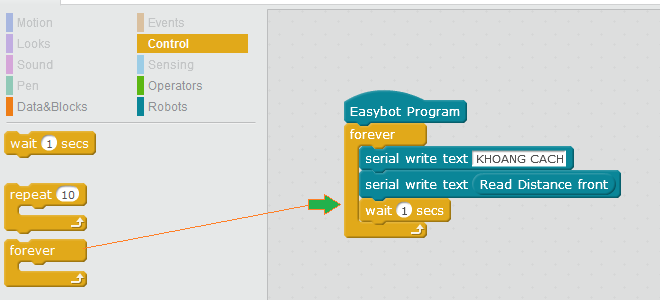 Motion
Events
Looks
Control
Sound
Sensing
Pen
Operators
Data&Blocks
Robots
wait 1 secs
repeat 10
forever
Easybot Program
forever
serial write text KHOANG CACH
serial write text Read Distance front
wait 1 secs